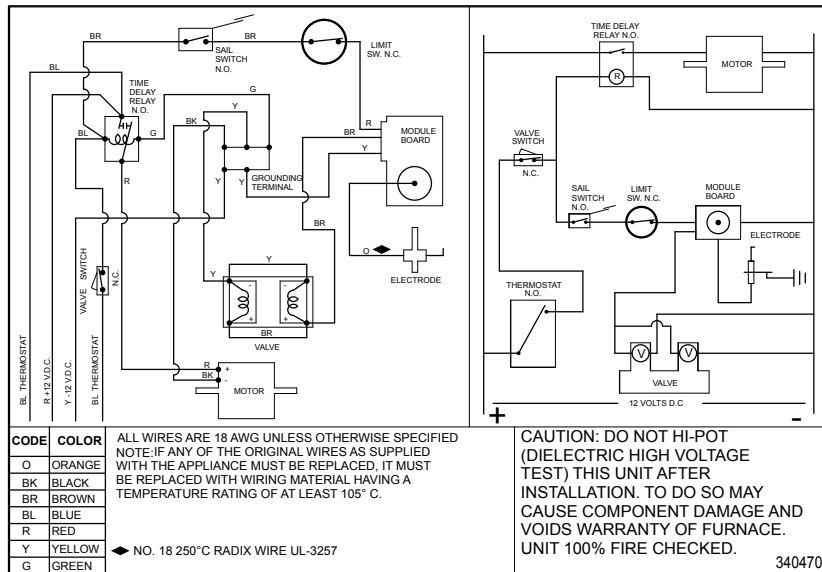 BR
SAIL
SWITCH
N.O.
BR
LIMIT
SW. N.C.
BL
TIME
DELAY
RELAY
N.O.
BL
G
G
Y
BK
R
Y
Y
GROUNDING
TERMINAL
R
BR
Y
MODULE
BOARD
BR
O
ELECTRODE
VALVE SWITCH
N.C.
Y
Y
-
-
+
+
BR
VALVE
R
BK
+
-
MOTOR
BL THERMOSTAT
R +12 V.D.C.
Y -12 V.D.C.
BL THERMOSTAT
TIME DELAY
RELAY N.O.
R
MOTOR
VALVE
SWITCH
N.C.
SAIL
SWITCH
N.O.
LIMIT
SW. N.C.
MODULE
BOARD
ELECTRODE
THERMOSTAT
N.O.
V
V
VALVE
12 VOLTS D.C
+
-
CODE COLOR
O ORANGE
BK BLACK
BR BROWN
BL BLUE
R RED
Y YELLOW
G GREEN
ALL WIRES ARE 18 AWG UNLESS OTHERWISE SPECIFIED
NOTE:IF ANY OF THE ORIGINAL WIRES AS SUPPLIED
WITH THE APPLIANCE MUST BE REPLACED, IT MUST
BE REPLACED WITH WIRING MATERIAL HAVING A
TEMPERATURE RATING OF AT LEAST 105° C.
NO. 18 250°C RADIX WIRE UL-3257
CAUTION: DO NOT HI-POT
(DIELECTRIC HIGH VOLTAGE
TEST) THIS UNIT AFTER
INSTALLATION. TO DO SO MAY
CAUSE COMPONENT DAMAGE AND
VOIDS WARRANTY OF FURNACE.
UNIT 100% FIRE CHECKED.
340470